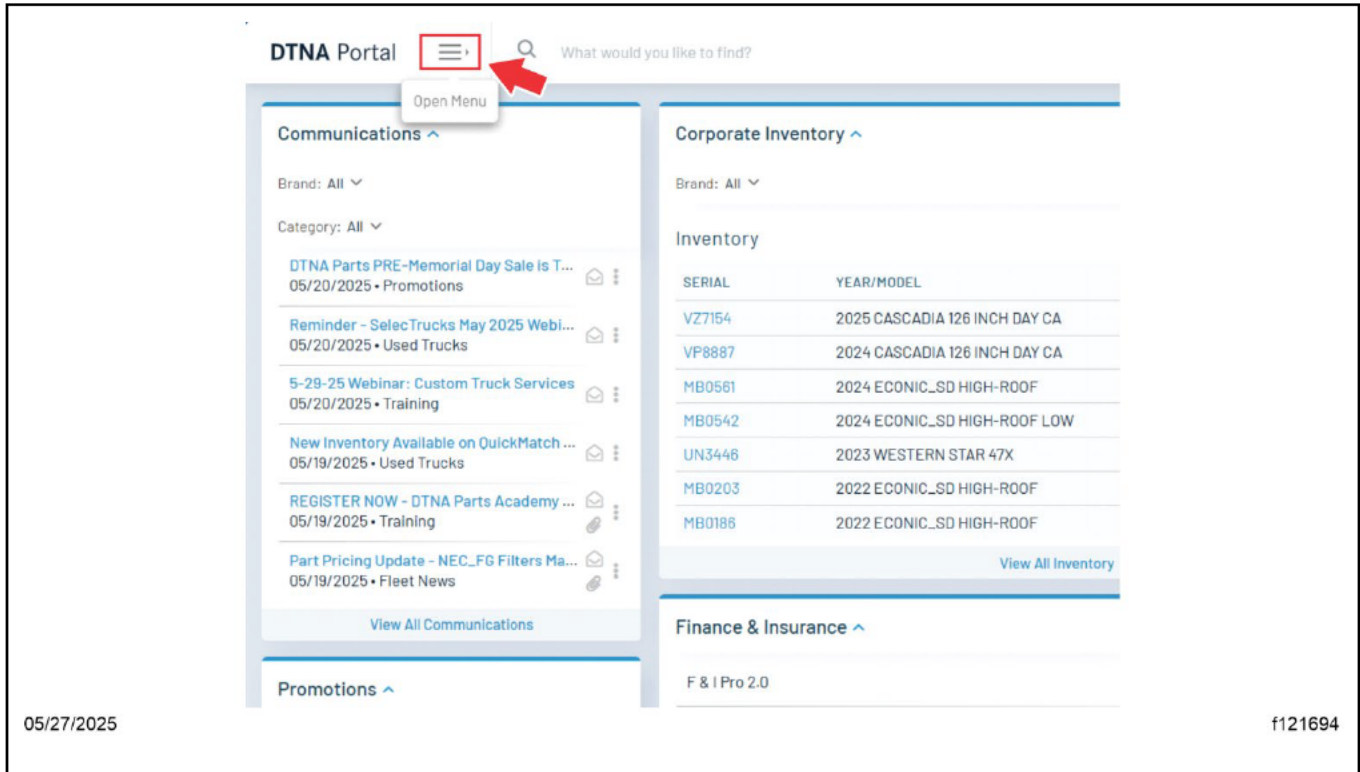 DTNA Portal
What would you like to find?
Open Menu
Communications
Brand: All
Category: All
DTNA Parts PRE-Memorial Day Sale is T...
05/20/2025 • Promotions
Reminder - SelecTrucks May 2025 Webi...
05/20/2025 • Used Trucks
5-29-25 Webinar: Custom Truck Services
05/20/2025 • Training
New Inventory Available on QuickMatch ...
05/19/2025 • Used Trucks
REGISTER NOW - DTNA Parts Academy ...
05/19/2025 • Training
Part Pricing Update - NEC_FG Filters Ma...
05/19/2025 • Fleet News
View All Communications
Promotions
Corporate Inventory
Brand: All
Inventory
SERIAL YEAR/MODEL
VZ7154 2025 CASCADIA 126 INCH DAY CA
VP8887 2024 CASCADIA 126 INCH DAY CA
MB0561 2024 ECONIC_SD HIGH-ROOF
MB0542 2024 ECONIC_SD HIGH-ROOF LOW
UN3446 2023 WESTERN STAR 47X
MB0203 2022 ECONIC_SD HIGH-ROOF
MB0186 2022 ECONIC_SD HIGH-ROOF
View All Inventory
Finance & Insurance
F & I Pro 2.0
05/27/2025
f121694